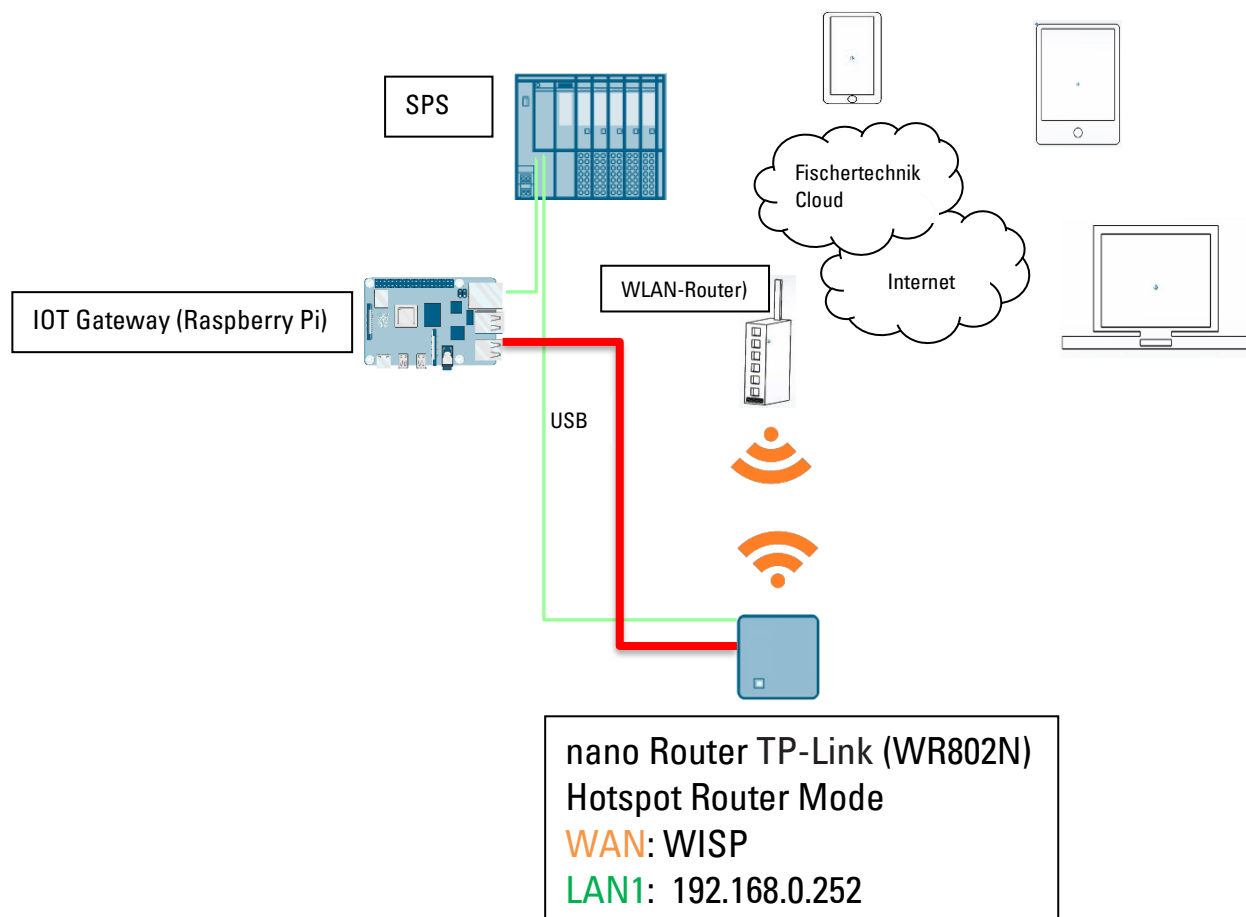 SPS
Fischertechnik
Cloud
Internet
WLAN-Router)
IOT Gateway (Raspberry Pi)
USB
nano Router TP-Link (WR802N)
Hotspot Router Mode
WAN: WISP
LAN1: 192.168.0.252